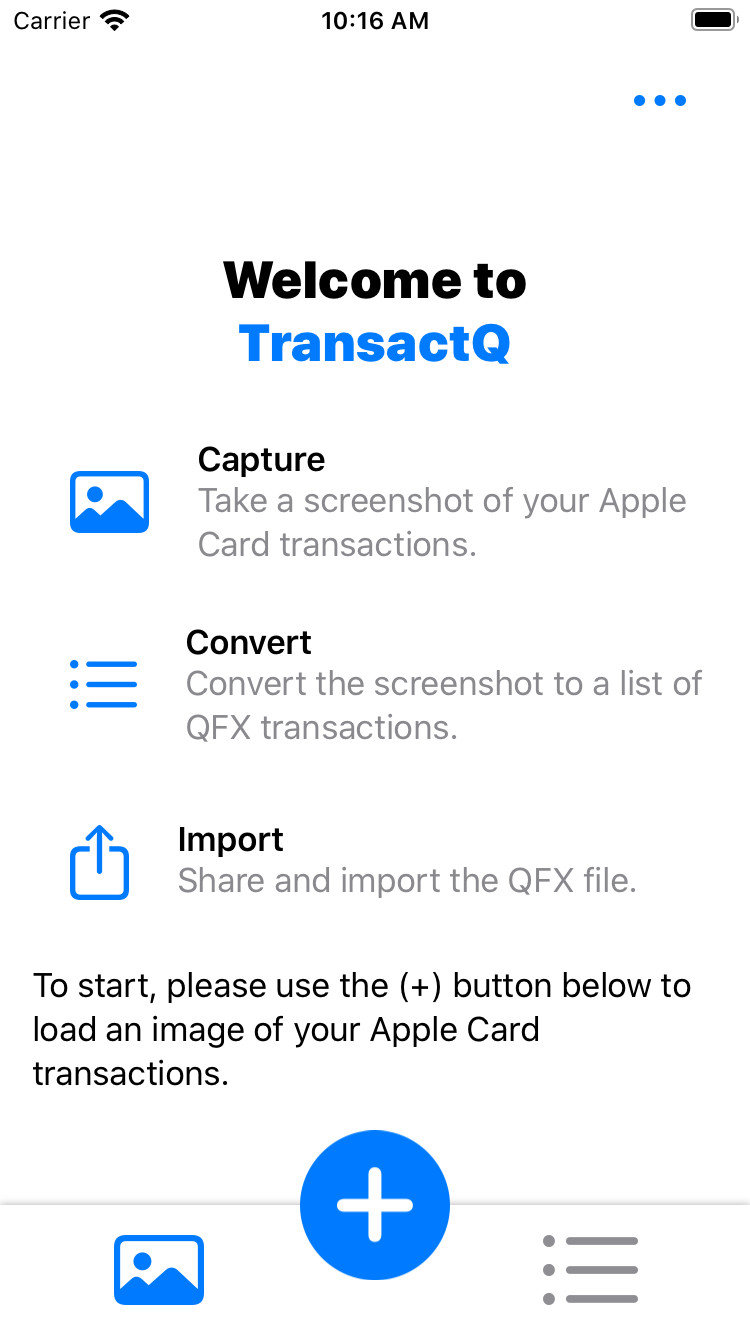 Carrier 10:16 AM
Welcome to
TransactQ
Capture
Take a screenshot of your Apple
Card transactions.
Convert
Convert the screenshot to a list of
QFX transactions.
Import
Share and import the QFX file.
To start, please use the (+) button below to
load an image of your Apple Card
transactions.